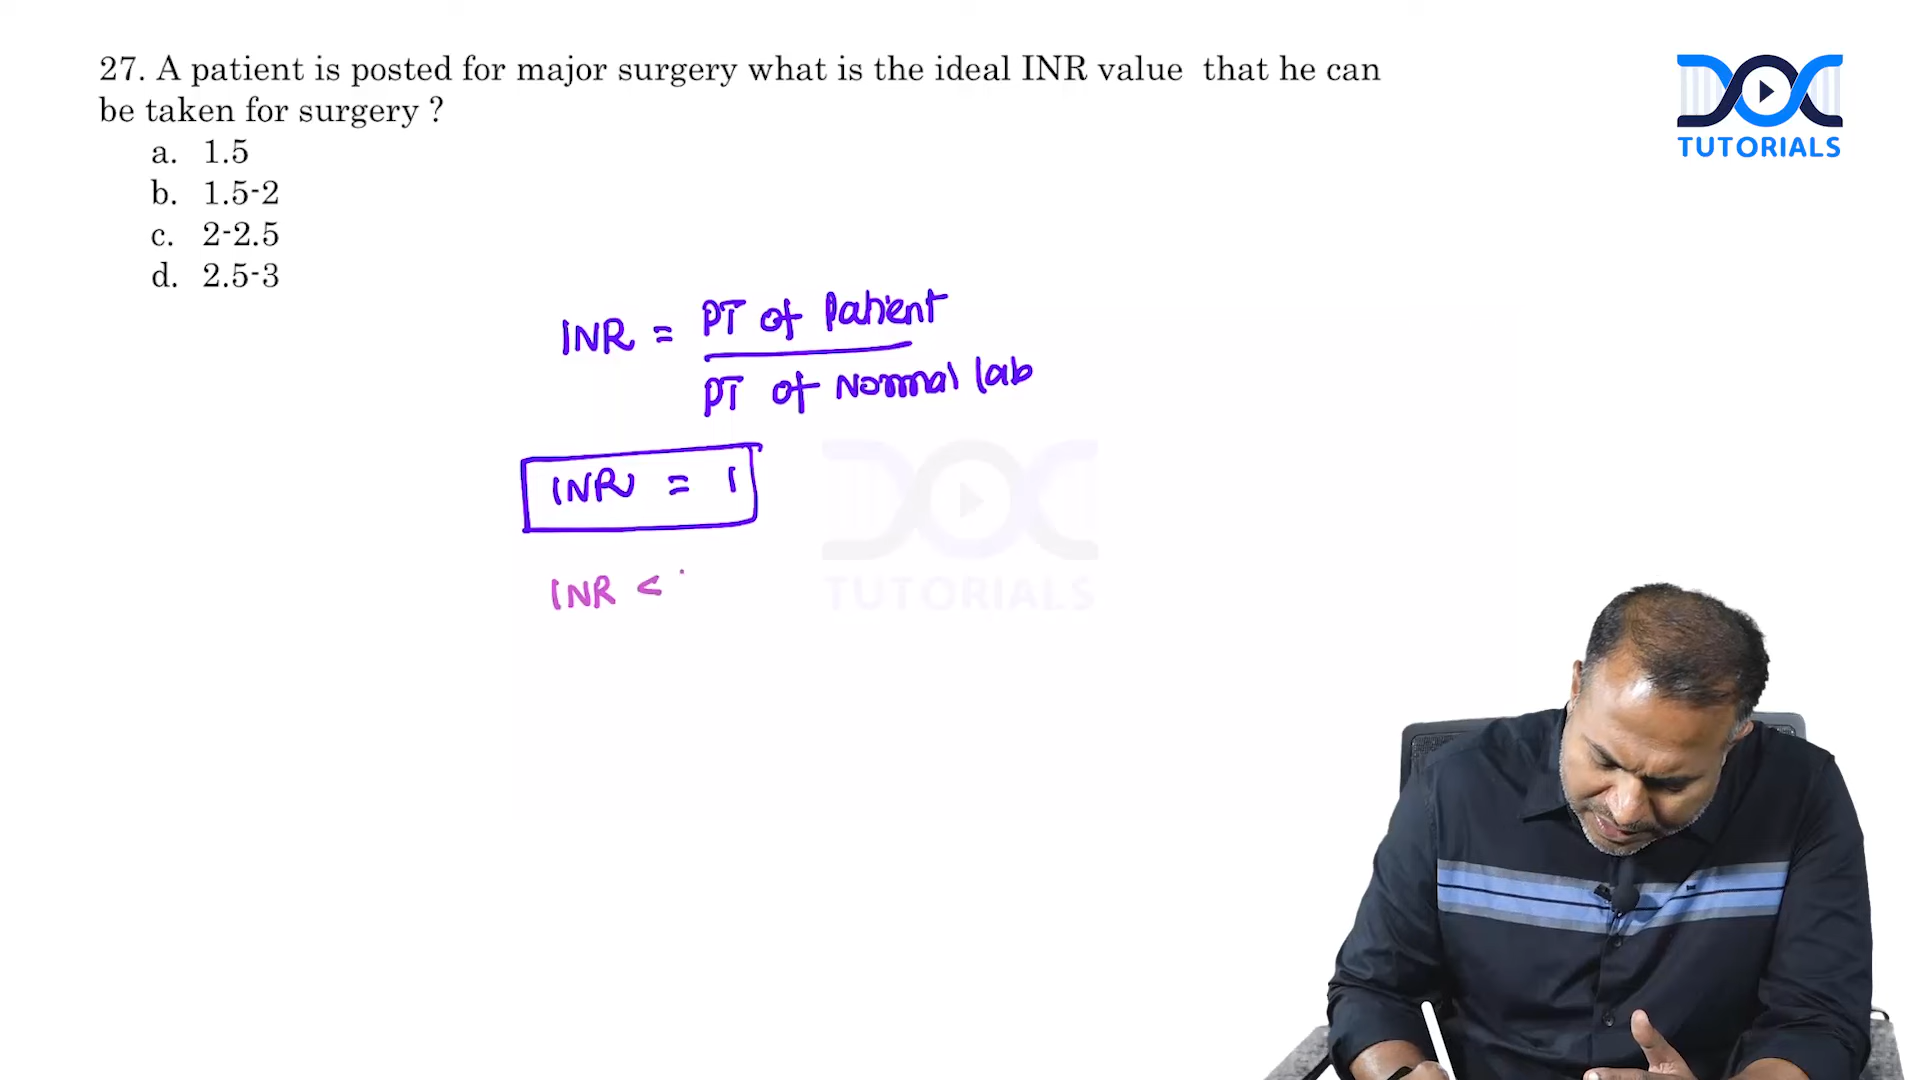 27. A patient is posted for major surgery what is the ideal INR value that he can
be taken for surgery ?
a. 1.5
b. 1.5-2
c. 2-2.5
d. 2.5-3
TUTORIALS
INR = PT of Patient
PT of Normal lab
INR = 1
INR <
TUTORIALS